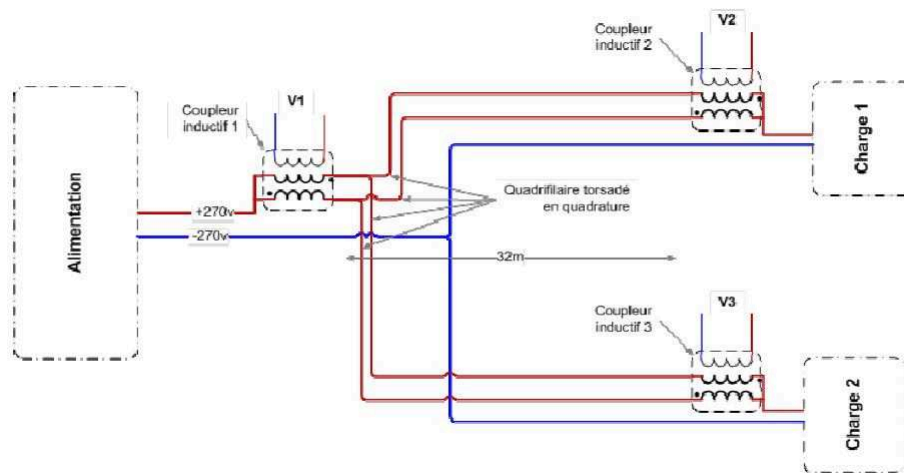 V2
Coupleur
inductif 2
Charge 1
V1
Coupleur
inductif 1
Alimentation
+270v
-270v
Quadrifilaire torsadé
en quadrature
32m
V3
Coupleur
inductif 3
Charge 2